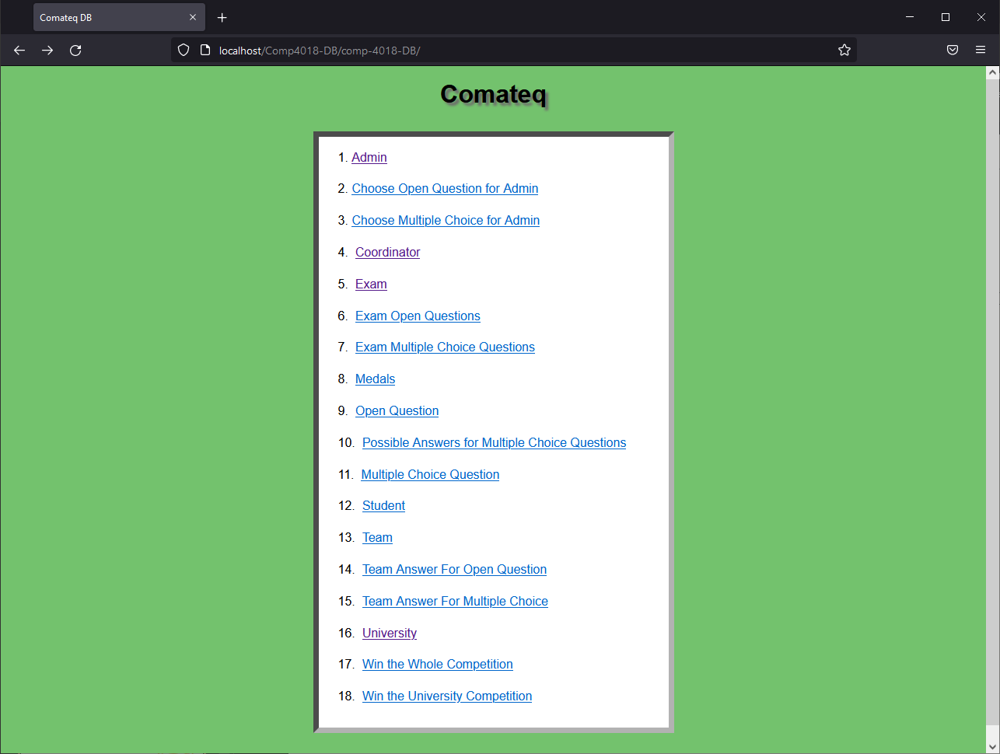 Comateq DB
localhost/Comp4018-DB/comp-4018-DB/
Comateq
1. Admin
2. Choose Open Question for Admin
3. Choose Multiple Choice for Admin
4. Coordinator
5. Exam
6. Exam Open Questions
7. Exam Multiple Choice Questions
8. Medals
9. Open Question
10. Possible Answers for Multiple Choice Questions
11. Multiple Choice Question
12. Student
13. Team
14. Team Answer For Open Question
15. Team Answer For Multiple Choice
16. University
17. Win the Whole Competition
18. Win the University Competition